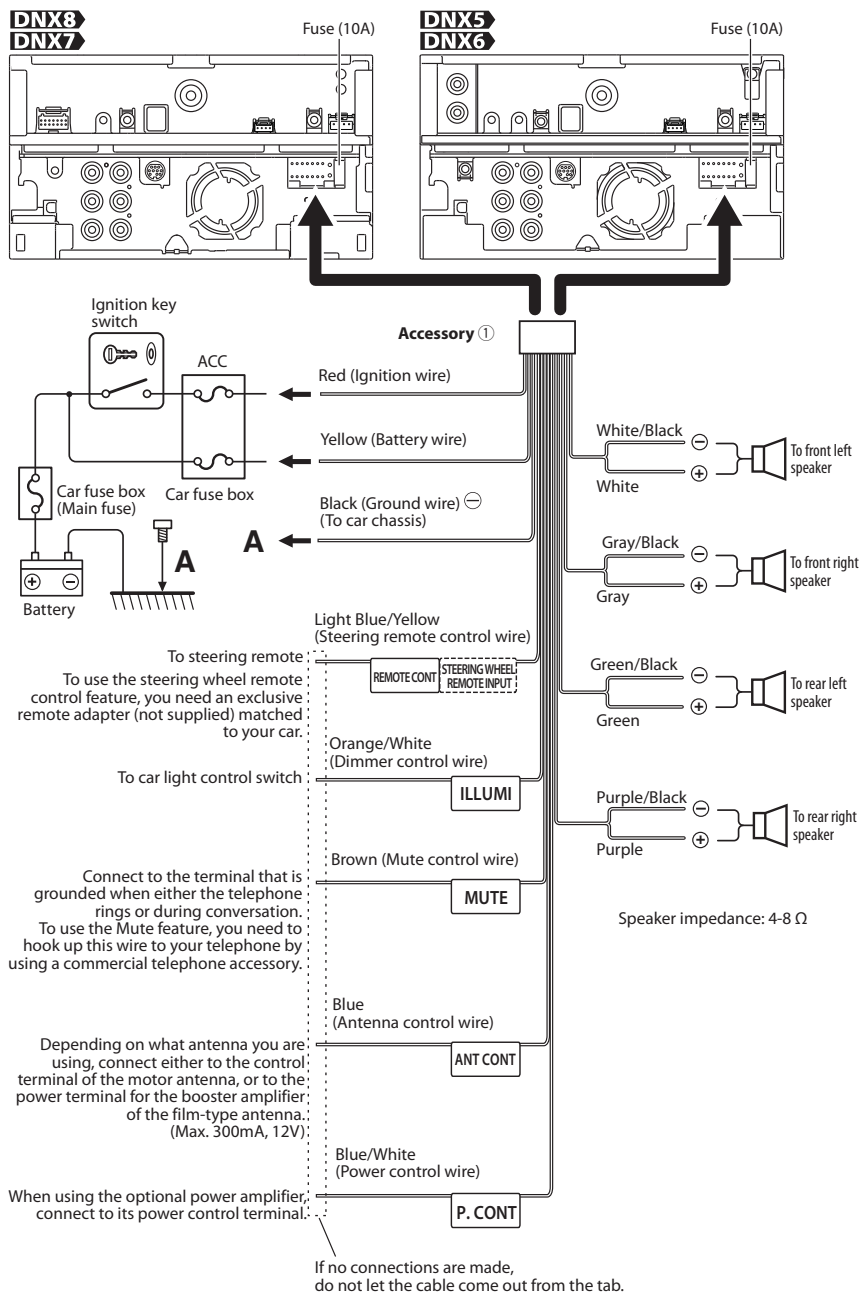 DNX8
DNX7
Fuse (10A)
DNX5
DNX6
Fuse (10A)
Ignition key
switch
ACC
Accessory ①
Red (Ignition wire)
Yellow (Battery wire)
Car fuse box
(Main fuse)
Car fuse box
Black (Ground wire) ⊖
(To car chassis)
A
A
Battery
White/Black
⊖
⊕
White
To front left
speaker
Gray/Black
⊖
⊕
Gray
To front right
speaker
Green/Black
⊖
⊕
Green
To rear left
speaker
Purple/Black
⊖
⊕
Purple
To rear right
speaker
Speaker impedance: 4-8 Ω
⊕ ⊖
Light Blue/Yellow
(Steering remote control wire)
To steering remote
REMOTE CONT
STEERING WHEEL
REMOTE INPUT
To use the steering wheel remote
control feature, you need an exclusive
remote adapter (not supplied) matched
to your car.
Orange/White
(Dimmer control wire)
To car light control switch
ILLUMI
Brown (Mute control wire)
MUTE
Connect to the terminal that is
grounded when either the telephone
rings or during conversation.
To use the Mute feature, you need to
hook up this wire to your telephone by
using a commercial telephone accessory.
Blue
(Antenna control wire)
ANT CONT
Depending on what antenna you are
using, connect either to the control
terminal of the motor antenna, or to the
power terminal for the booster amplifier
of the film-type antenna.
(Max. 300mA, 12V)
Blue/White
(Power control wire)
P. CONT
When using the optional power amplifier,
connect to its power control terminal.
If no connections are made,
do not let the cable come out from the tab.